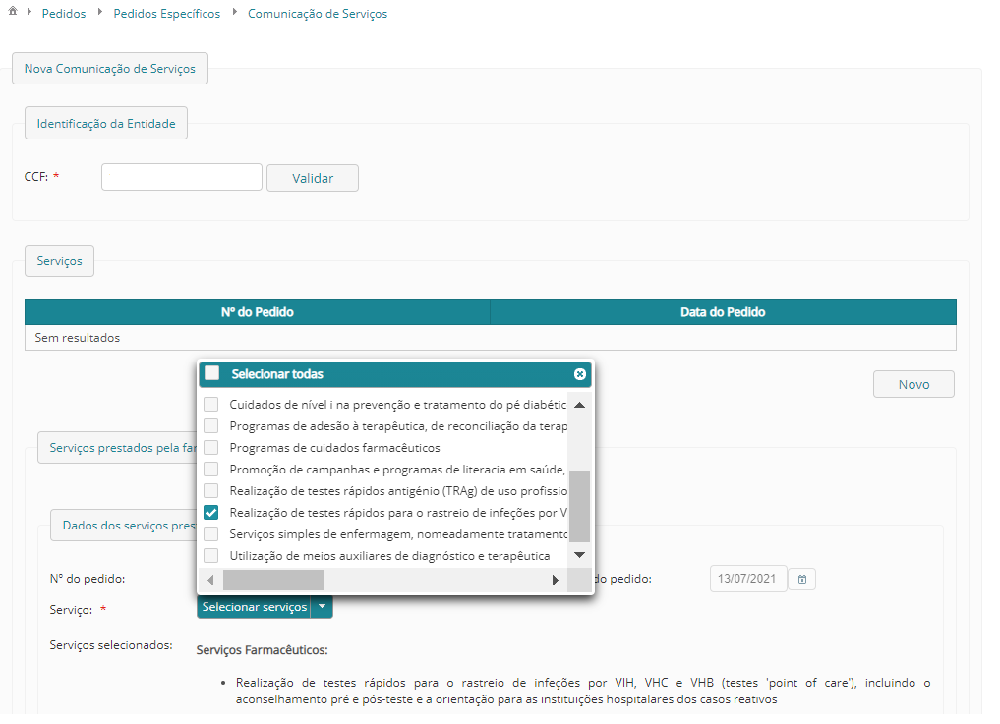 Pedidos Pedidos Específicos Comunicação de Serviços
Nova Comunicação de Serviços
Identificação da Entidade
CCF: * Validar
Serviços
Nº do Pedido Data do Pedido
Sem resultados
Selecionar todas
Cuidados de nível i na prevenção e tratamento do pé diabétic
Novo
Programas de adesão à terapêutica, de reconciliação da terap
Serviços prestados pela far
Programas de cuidados farmacêuticos
Promoção de campanhas e programas de literacia em saúde,
Realização de testes rápidos antigénio (TRAg) de uso profissio
Realização de testes rápidos para o rastreio de infeções por V
Dados dos serviços pres
Serviços simples de enfermagem, nomeadamente tratamento
Utilização de meios auxiliares de diagnóstico e terapêutica
Nº do pedido: do pedido: 13/07/2021
Serviço: * Selecionar serviços
Serviços selecionados: Serviços Farmacêuticos:
• Realização de testes rápidos para o rastreio de infeções por VIH, VHC e VHB (testes 'point of care'), incluindo o
aconselhamento pré e pós-teste e a orientação para as instituições hospitalares dos casos reativos